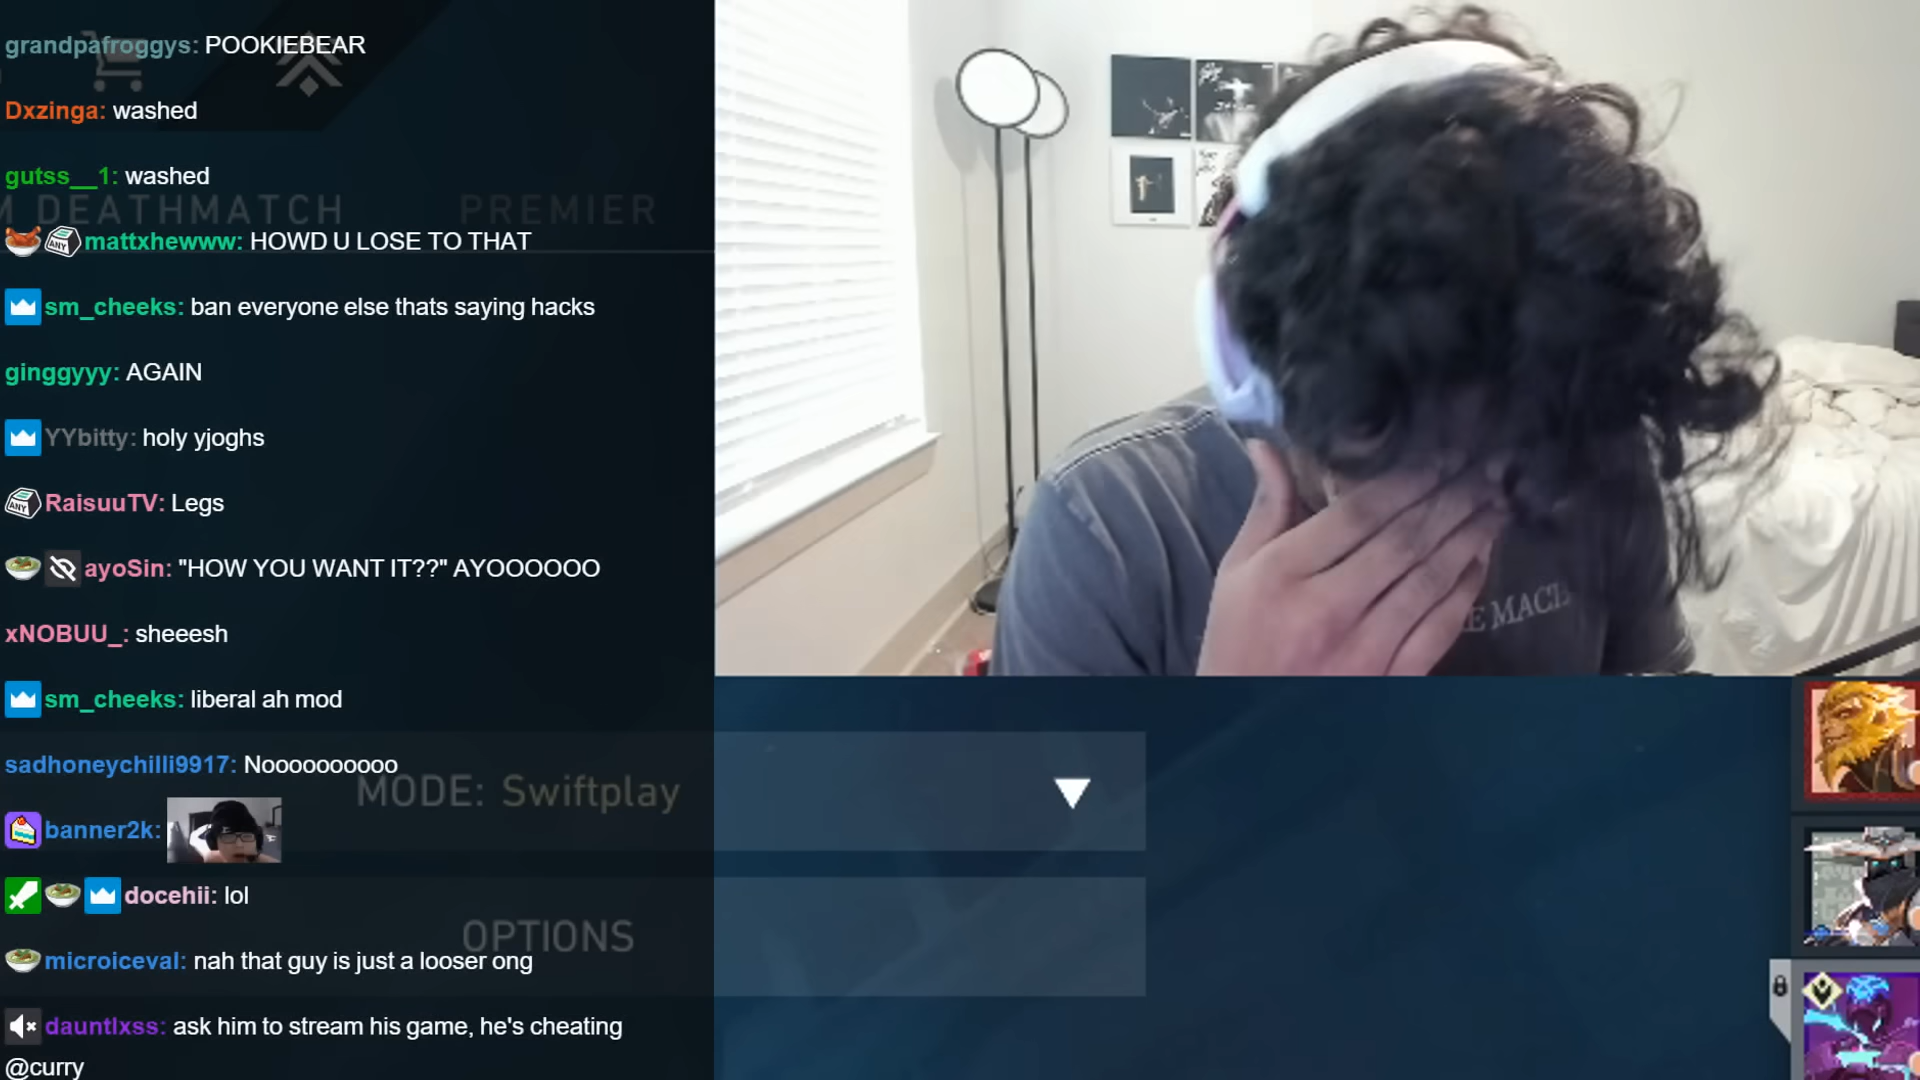 grandpafroggys: POOKIEBEAR
Dxzinga: washed
gutss__1: washed
M DEATHMATCH
PREMIER
mattxhewww: HOWD U LOSE TO THAT
sm_cheeks: ban everyone else thats saying hacks
ginggyyy: AGAIN
YYbitty: holy yjoghs
RaisuuTV: Legs
ayoSin: "HOW YOU WANT IT??" AYOOOOOO
xNOBUU_: sheeesh
E MACH
sm_cheeks: liberal ah mod
sadhoneychilli9917: Noooooooooo
MODE: Swiftplay
banner2k:
docehii: lol
OPTIONS
microiceval: nah that guy is just a looser ong
dauntlxss: ask him to stream his game, he's cheating
@curry